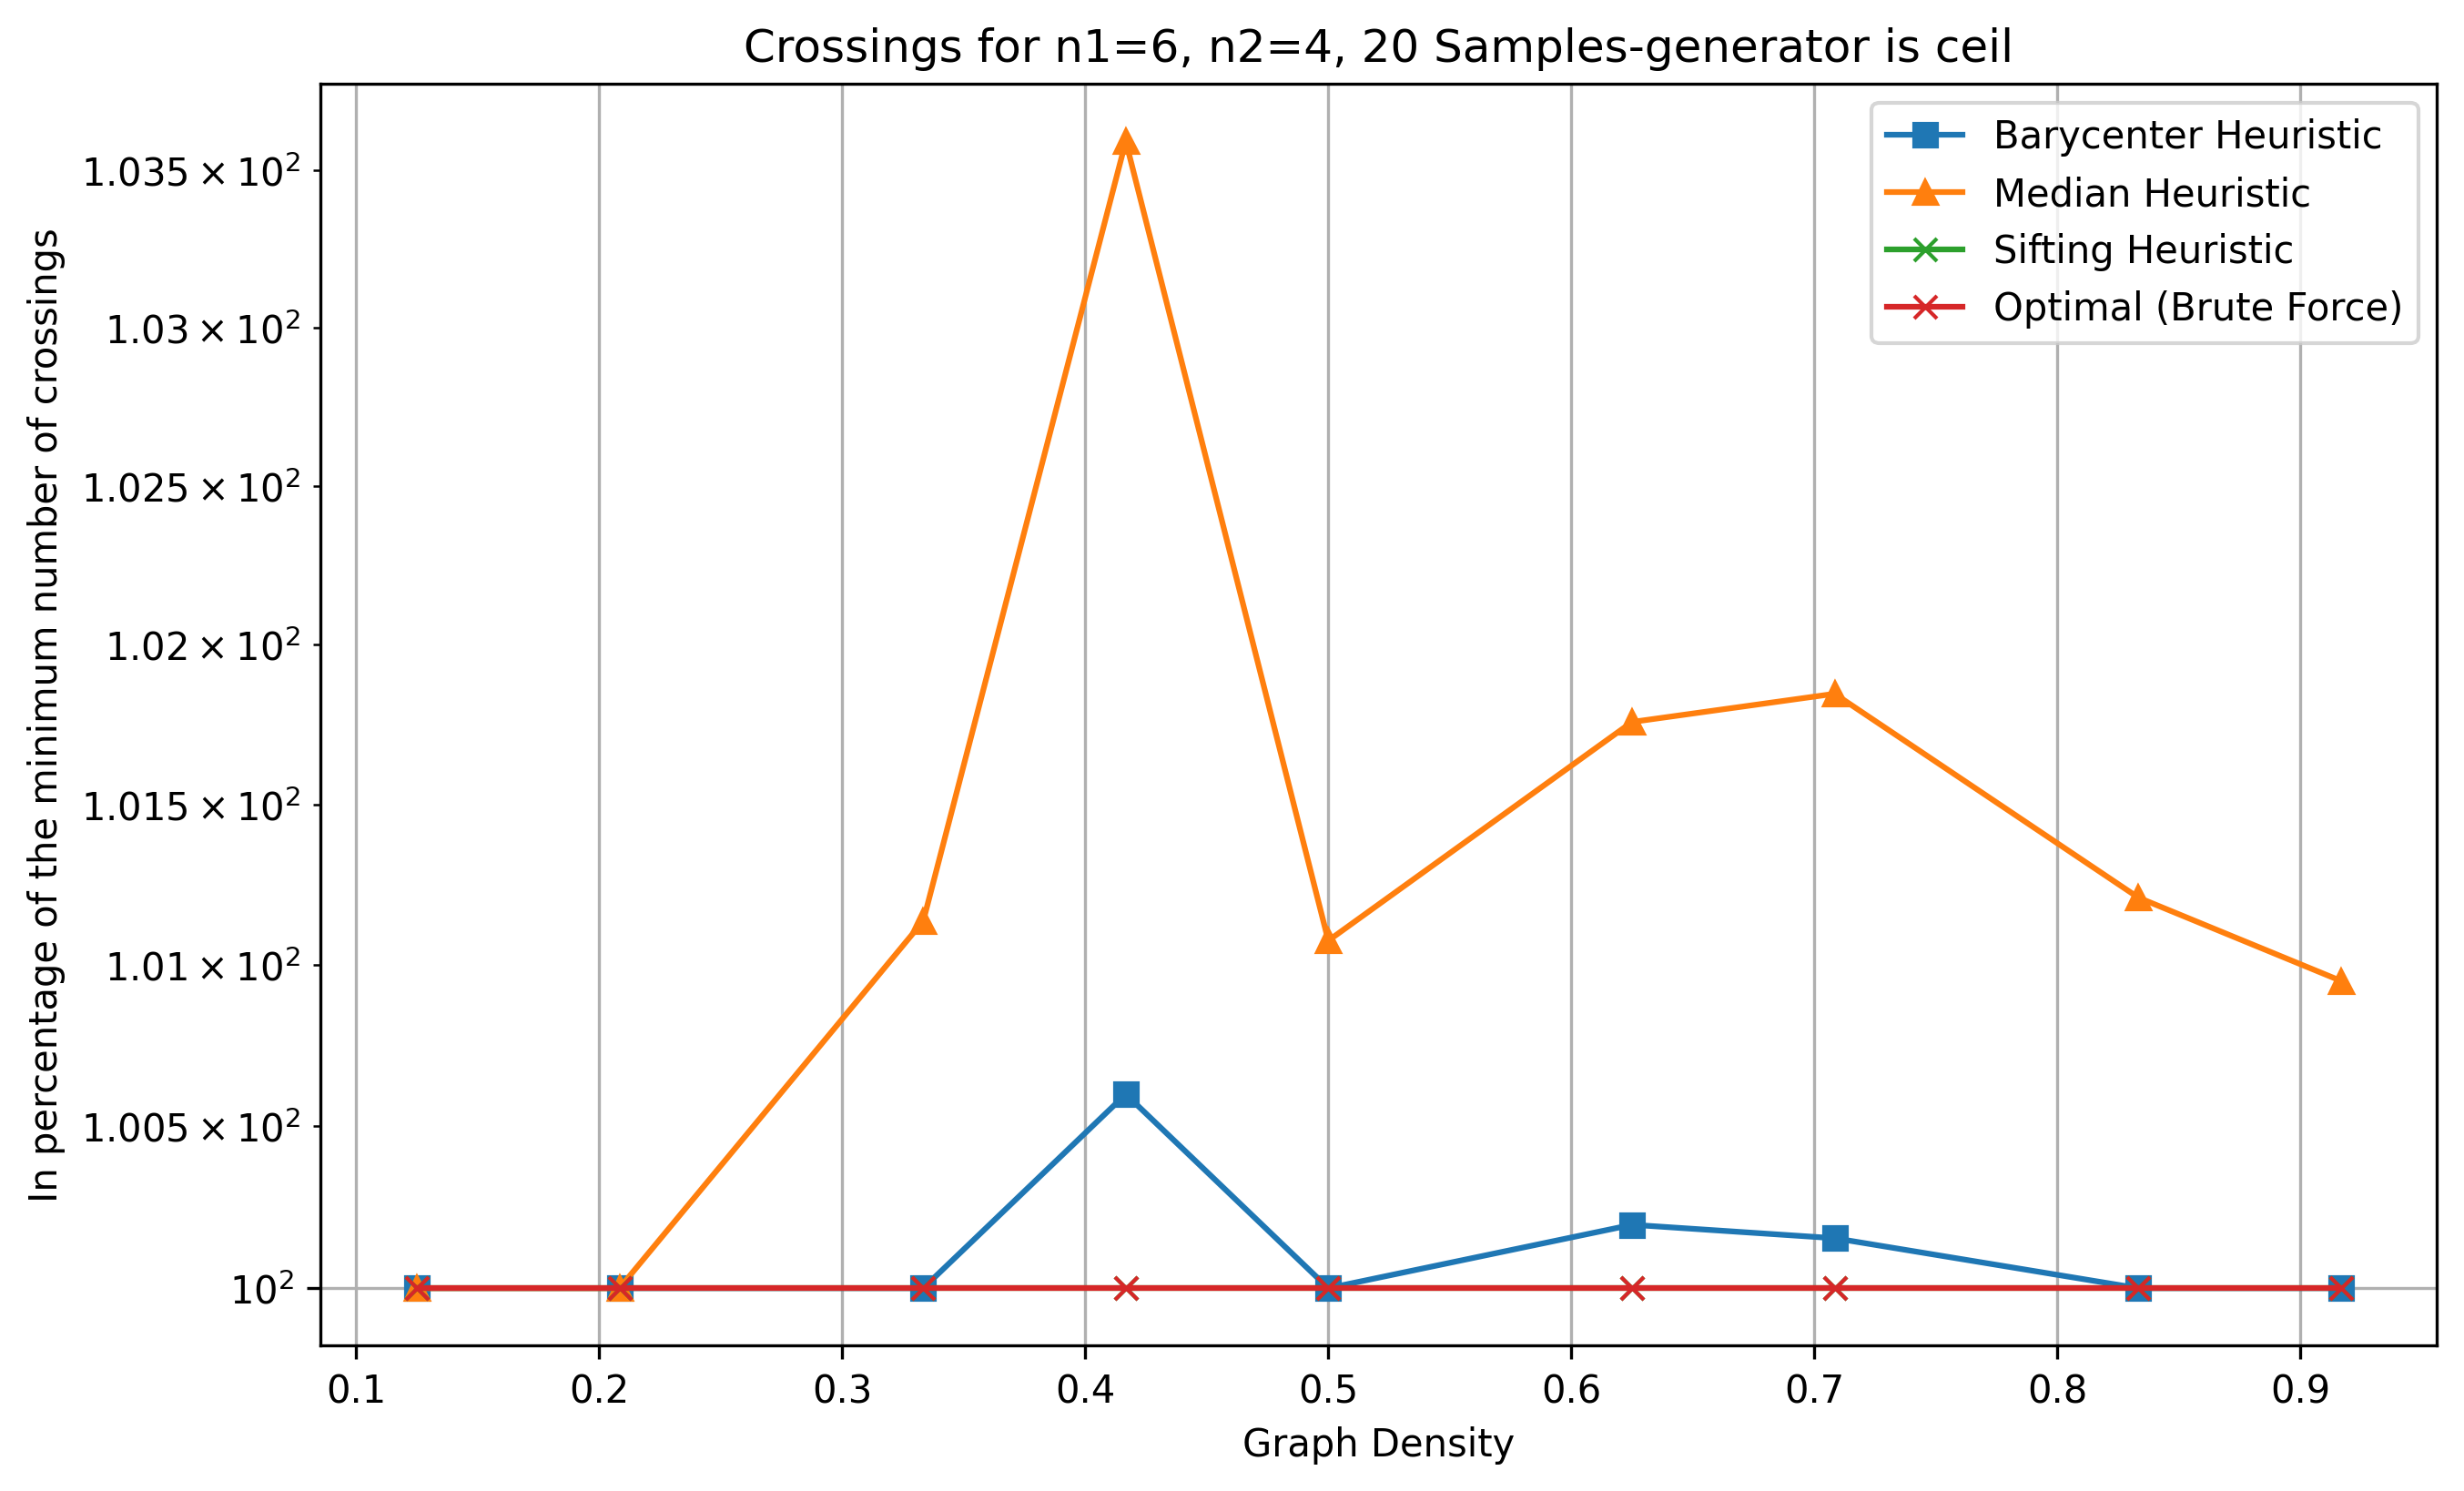 Crossings for n1=6, n2=4, 20 Samples-generator is ceil
In percentage of the minimum number of crossings
1.035 × 10²
1.03 × 10²
1.025 × 10²
1.02 × 10²
1.015 × 10²
1.01 × 10²
1.005 × 10²
10²
Barycenter Heuristic
Median Heuristic
Sifting Heuristic
Optimal (Brute Force)
0.1 0.2 0.3 0.4 0.5 0.6 0.7 0.8 0.9
Graph Density